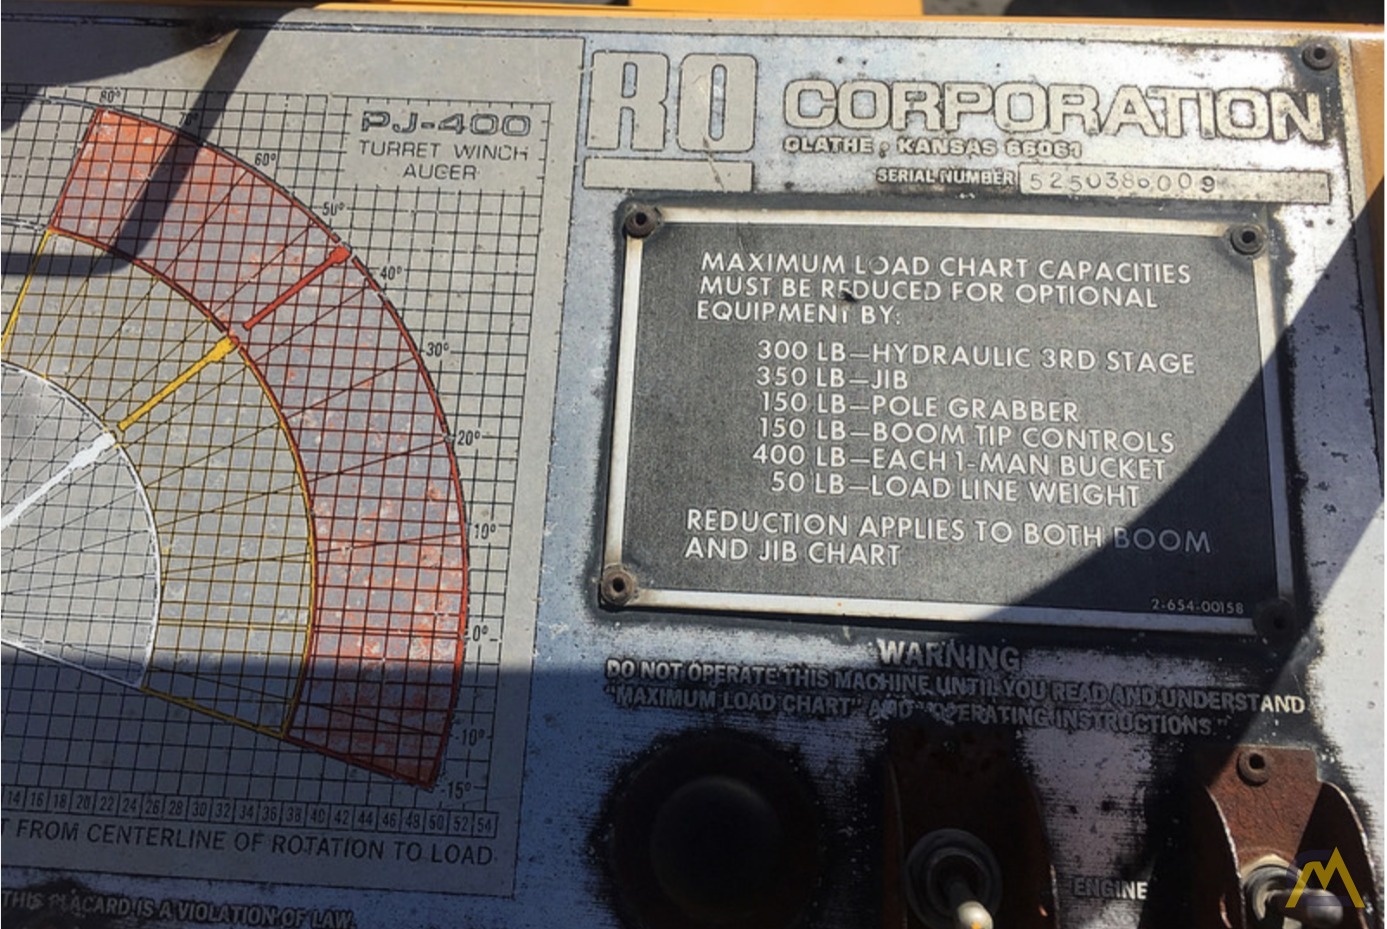 80°
70°
60°
50°
40°
30°
20°
10°
0°
-10°
-15°
PJ-400
TURRET WINCH
AUGER
14 16 18 20 22 24 26 28 30 32 34 36 38 40 42 44 46 48 50 52 54
T FROM CENTERLINE OF ROTATION TO LOAD
THIS PLACARD IS A VIOLATION OF LAW.
RO CORPORATION
OLATHE • KANSAS 66061
SERIAL NUMBER 5250386009
MAXIMUM LOAD CHART CAPACITIES
MUST BE REDUCED FOR OPTIONAL
EQUIPMENT BY:
300 LB—HYDRAULIC 3RD STAGE
350 LB—JIB
150 LB—POLE GRABBER
150 LB—BOOM TIP CONTROLS
400 LB—EACH 1-MAN BUCKET
50 LB—LOAD LINE WEIGHT
REDUCTION APPLIES TO BOTH BOOM
AND JIB CHART
2-654-00158
WARNING
DO NOT OPERATE THIS MACHINE UNTIL YOU READ AND UNDERSTAND
"MAXIMUM LOAD CHART" AND "OPERATING INSTRUCTIONS"
ENGINE